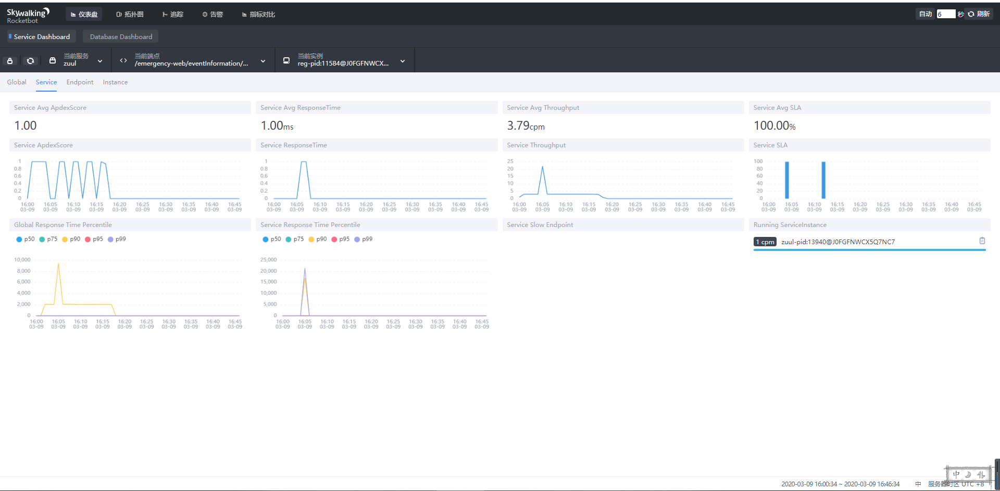 Skywalking
Rocketbot
仪表盘 拓扑图 追踪 告警 指标对比
自动 6 秒 刷新
Service Dashboard Database Dashboard
当前服务
zuul
当前端点
/emergency-web/eventInformation/...
当前实例
reg-pid:11584@J0FGFNWCX...
Global Service Endpoint Instance
Service Avg ApdexScore
1.00
Service Avg ResponseTime
1.00ms
Service Avg Throughput
3.79cpm
Service Avg SLA
100.00%
Service ApdexScore
1
0.8
0.6
0.4
0.2
0
16:00 16:05 16:10 16:15 16:20 16:25 16:30 16:35 16:40 16:45
03-09 03-09 03-09 03-09 03-09 03-09 03-09 03-09 03-09 03-09
Service ResponseTime
1
0.8
0.6
0.4
0.2
0
16:00 16:05 16:10 16:15 16:20 16:25 16:30 16:35 16:40 16:45
03-09 03-09 03-09 03-09 03-09 03-09 03-09 03-09 03-09 03-09
Service Throughput
25
20
15
10
5
0
16:00 16:05 16:10 16:15 16:20 16:25 16:30 16:35 16:40 16:45
03-09 03-09 03-09 03-09 03-09 03-09 03-09 03-09 03-09 03-09
Service SLA
100
80
60
40
20
0
16:00 16:05 16:10 16:15 16:20 16:25 16:30 16:35 16:40 16:45
03-09 03-09 03-09 03-09 03-09 03-09 03-09 03-09 03-09 03-09
Global Response Time Percentile
p50 p75 p90 p95 p99
10,000
8,000
6,000
4,000
2,000
0
16:00 16:05 16:10 16:15 16:20 16:25 16:30 16:35 16:40 16:45
03-09 03-09 03-09 03-09 03-09 03-09 03-09 03-09 03-09 03-09
Service Response Time Percentile
p50 p75 p90 p95 p99
25,000
20,000
15,000
10,000
5,000
0
16:00 16:05 16:10 16:15 16:20 16:25 16:30 16:35 16:40 16:45
03-09 03-09 03-09 03-09 03-09 03-09 03-09 03-09 03-09 03-09
Service Slow Endpoint
Running ServiceInstance
1 cpm zuul-pid:13940@J0FGFNWCX5Q7NC7
中
2020-03-09 16:00:34 ~ 2020-03-09 16:46:34 中 服务器时区 UTC +8